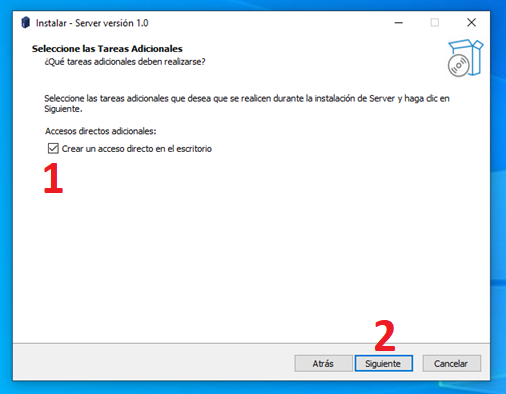 Instalar - Server versión 1.0
Seleccione las Tareas Adicionales
¿Qué tareas adicionales deben realizarse?
Seleccione las tareas adicionales que desea que se realicen durante la instalación de Server y haga clic en
Siguiente.
Accesos directos adicionales:
Crear un acceso directo en el escritorio
1
2
Atrás Siguiente Cancelar